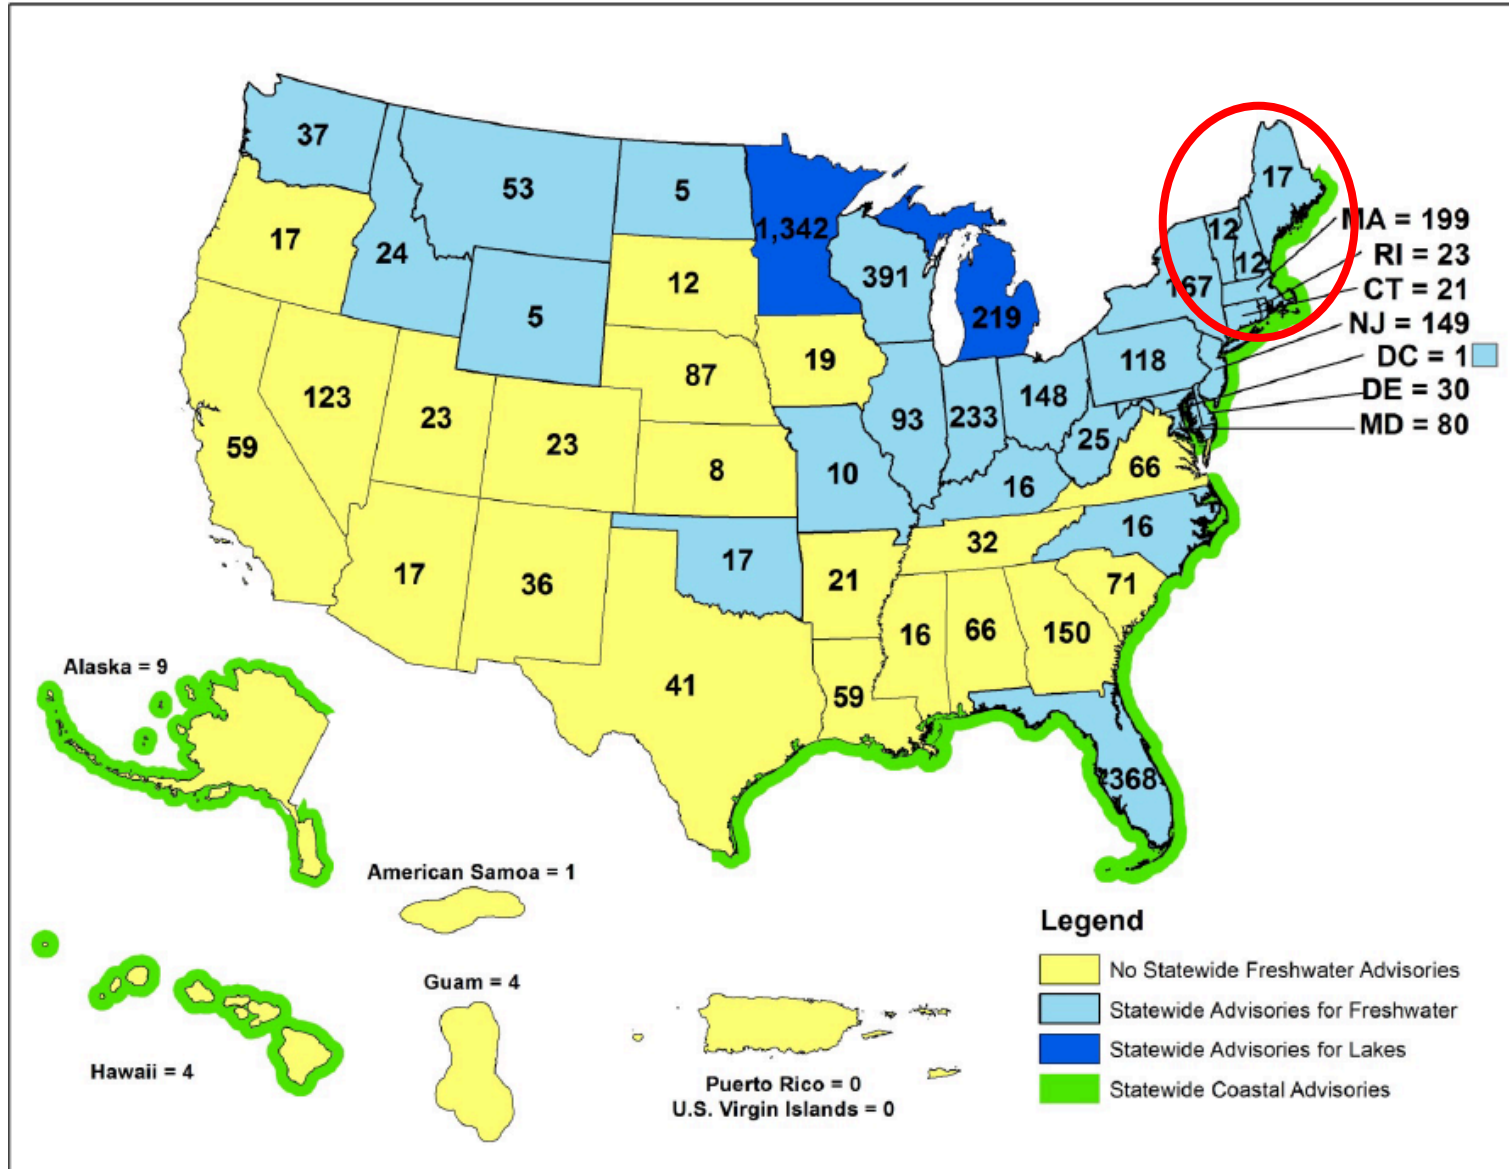 37
53
5
1,342
17
17
24
12
391
219
12
12
167
MA = 199
RI = 23
CT = 21
NJ = 149
DC = 1
DE = 30
MD = 80
5
19
87
118
123
23
23
59
8
93
233
148
25
10
16
66
17
36
17
21
32
16
71
16
66
150
41
59
368
Alaska = 9
American Samoa = 1
Guam = 4
Hawaii = 4
Puerto Rico = 0
U.S. Virgin Islands = 0
Legend
No Statewide Freshwater Advisories
Statewide Advisories for Freshwater
Statewide Advisories for Lakes
Statewide Coastal Advisories